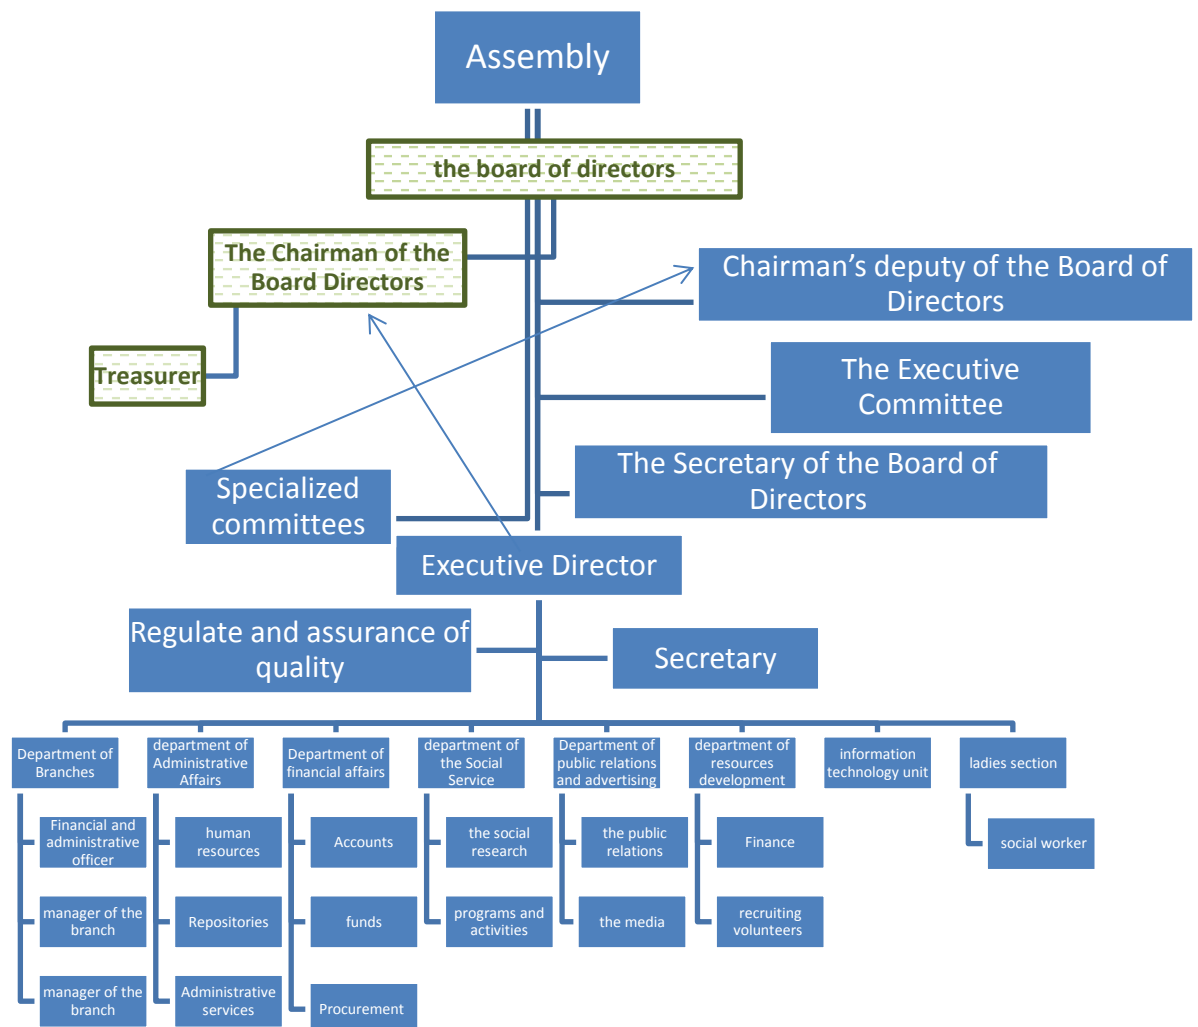 Assembly
the board of directors
The Chairman of the
Board Directors
Chairman's deputy of the Board of
Directors
Treasurer
The Executive
Committee
The Secretary of the Board of
Directors
Specialized
committees
Executive Director
Regulate and assurance of
quality
Secretary
Department of
Branches
department of
Administrative
Affairs
Department of
financial affairs
department of
the Social
Service
Department of
public relations
and advertising
department of
resources
development
information
technology unit
ladies section
Financial and
administrative
officer
human
resources
Accounts
the social
research
the public
relations
Finance
social worker
manager of the
branch
Repositories
funds
programs and
activities
the media
recruiting
volunteers
manager of the
branch
Administrative
services
Procurement